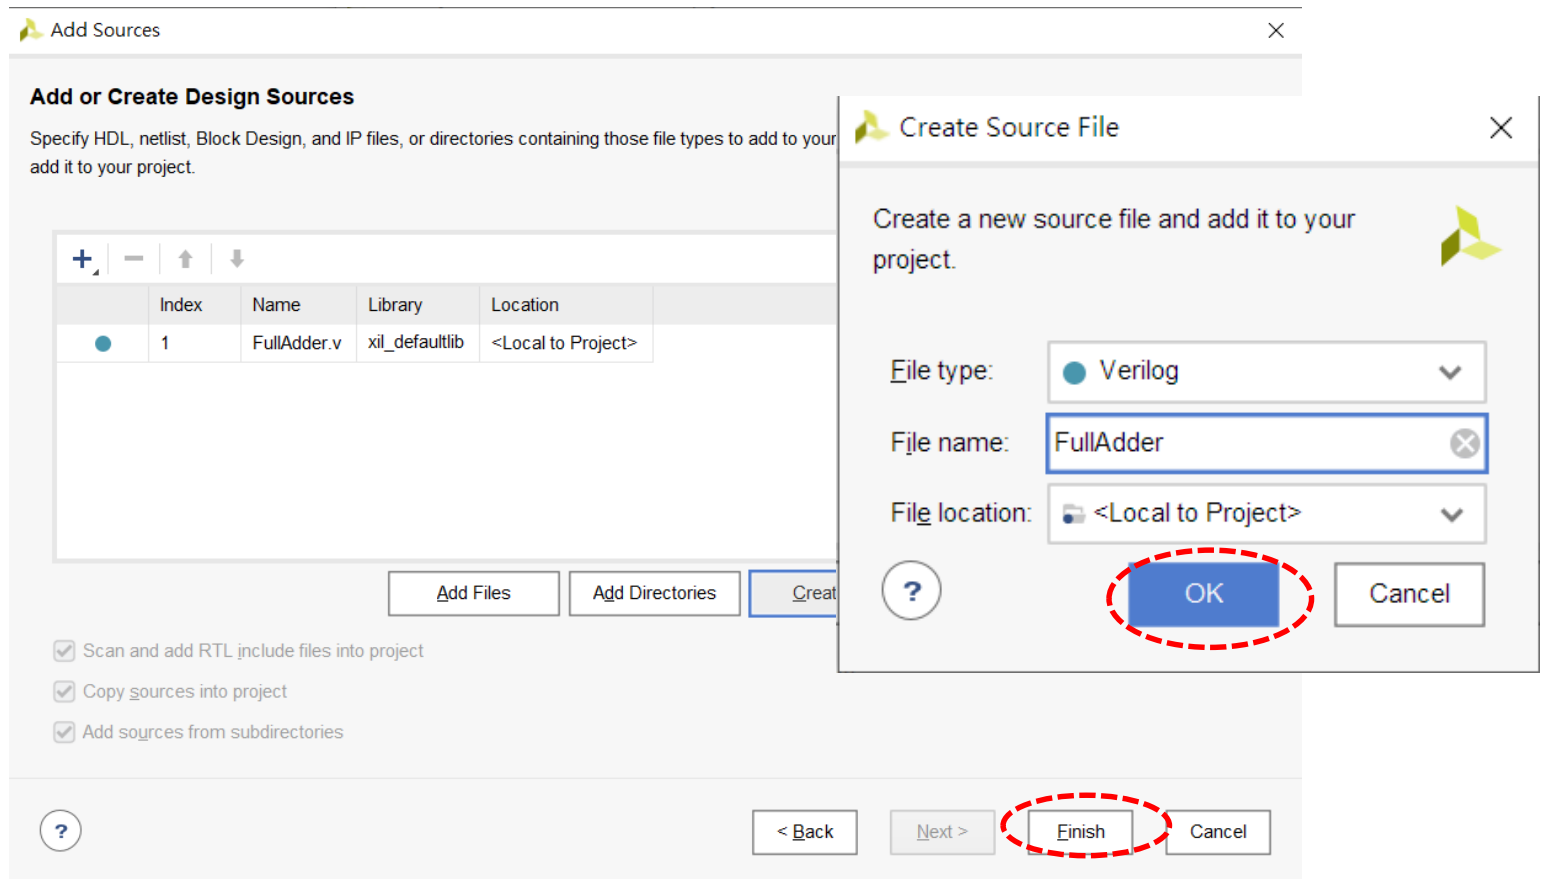 Add Sources
Add or Create Design Sources
Specify HDL, netlist, Block Design, and IP files, or directories containing those file types to add to your
add it to your project.
Index Name Library Location
1 FullAdder.v xil_defaultlib <Local to Project>
Add Files Add Directories Creat
Scan and add RTL include files into project
Copy sources into project
Add sources from subdirectories
? < Back Next > Finish Cancel
Create Source File
Create a new source file and add it to your
project.
File type: Verilog
File name: FullAdder
File location: <Local to Project>
? OK Cancel